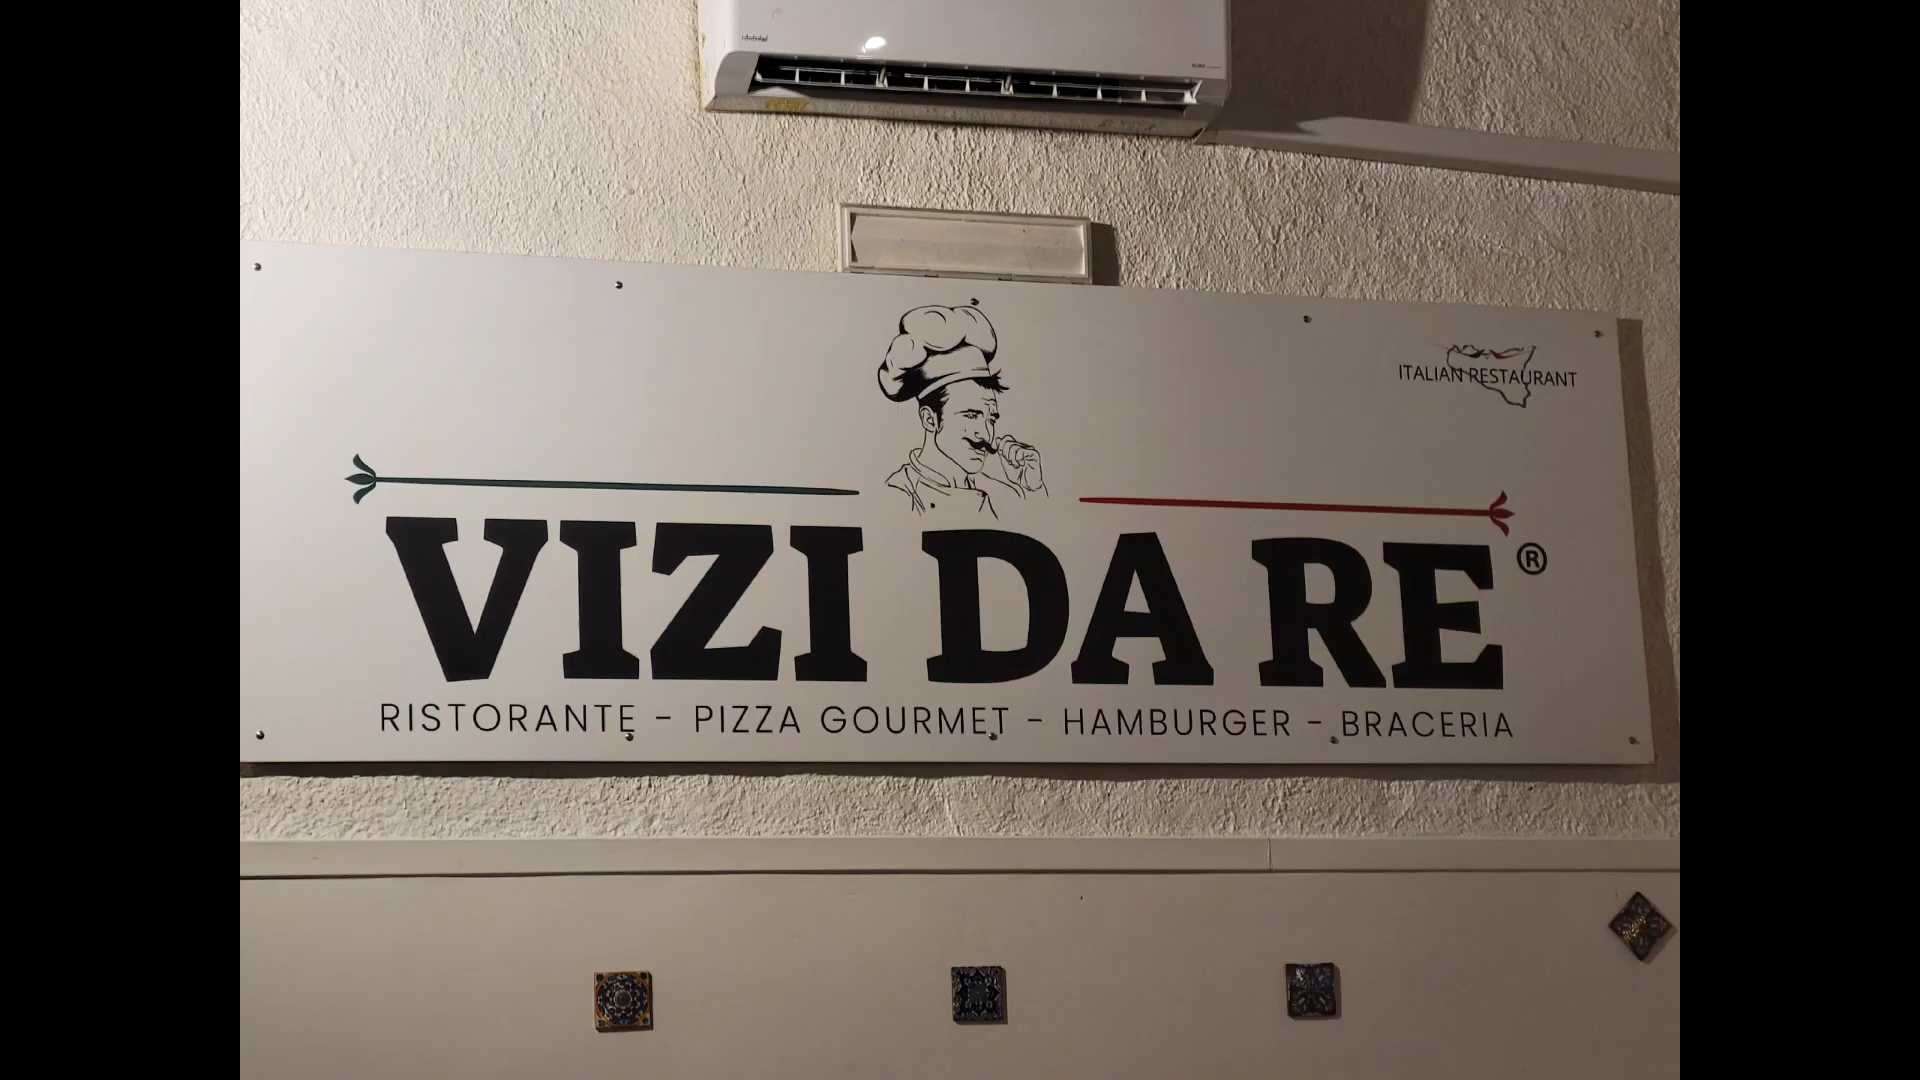 ITALIAN RESTAURANT
VIZI DA RE ®
RISTORANTE - PIZZA GOURMET - HAMBURGER - BRACERIA